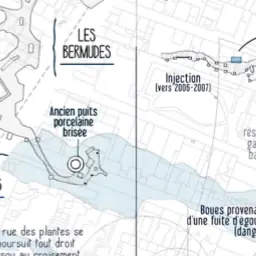 LES
BERMUDES
Injection
(vers 2006-2007)
Ancien puits
porcelaine
brisée
Boues provena
d'une fuite d'égou
(dang
rue des plantes se
oursuit tout droit